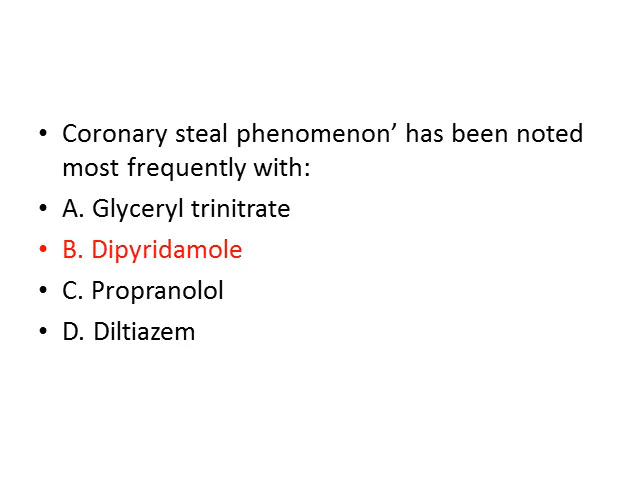 • Coronary steal phenomenon’ has been noted
most frequently with:
• A. Glyceryl trinitrate
• B. Dipyridamole
• C. Propranolol
• D. Diltiazem